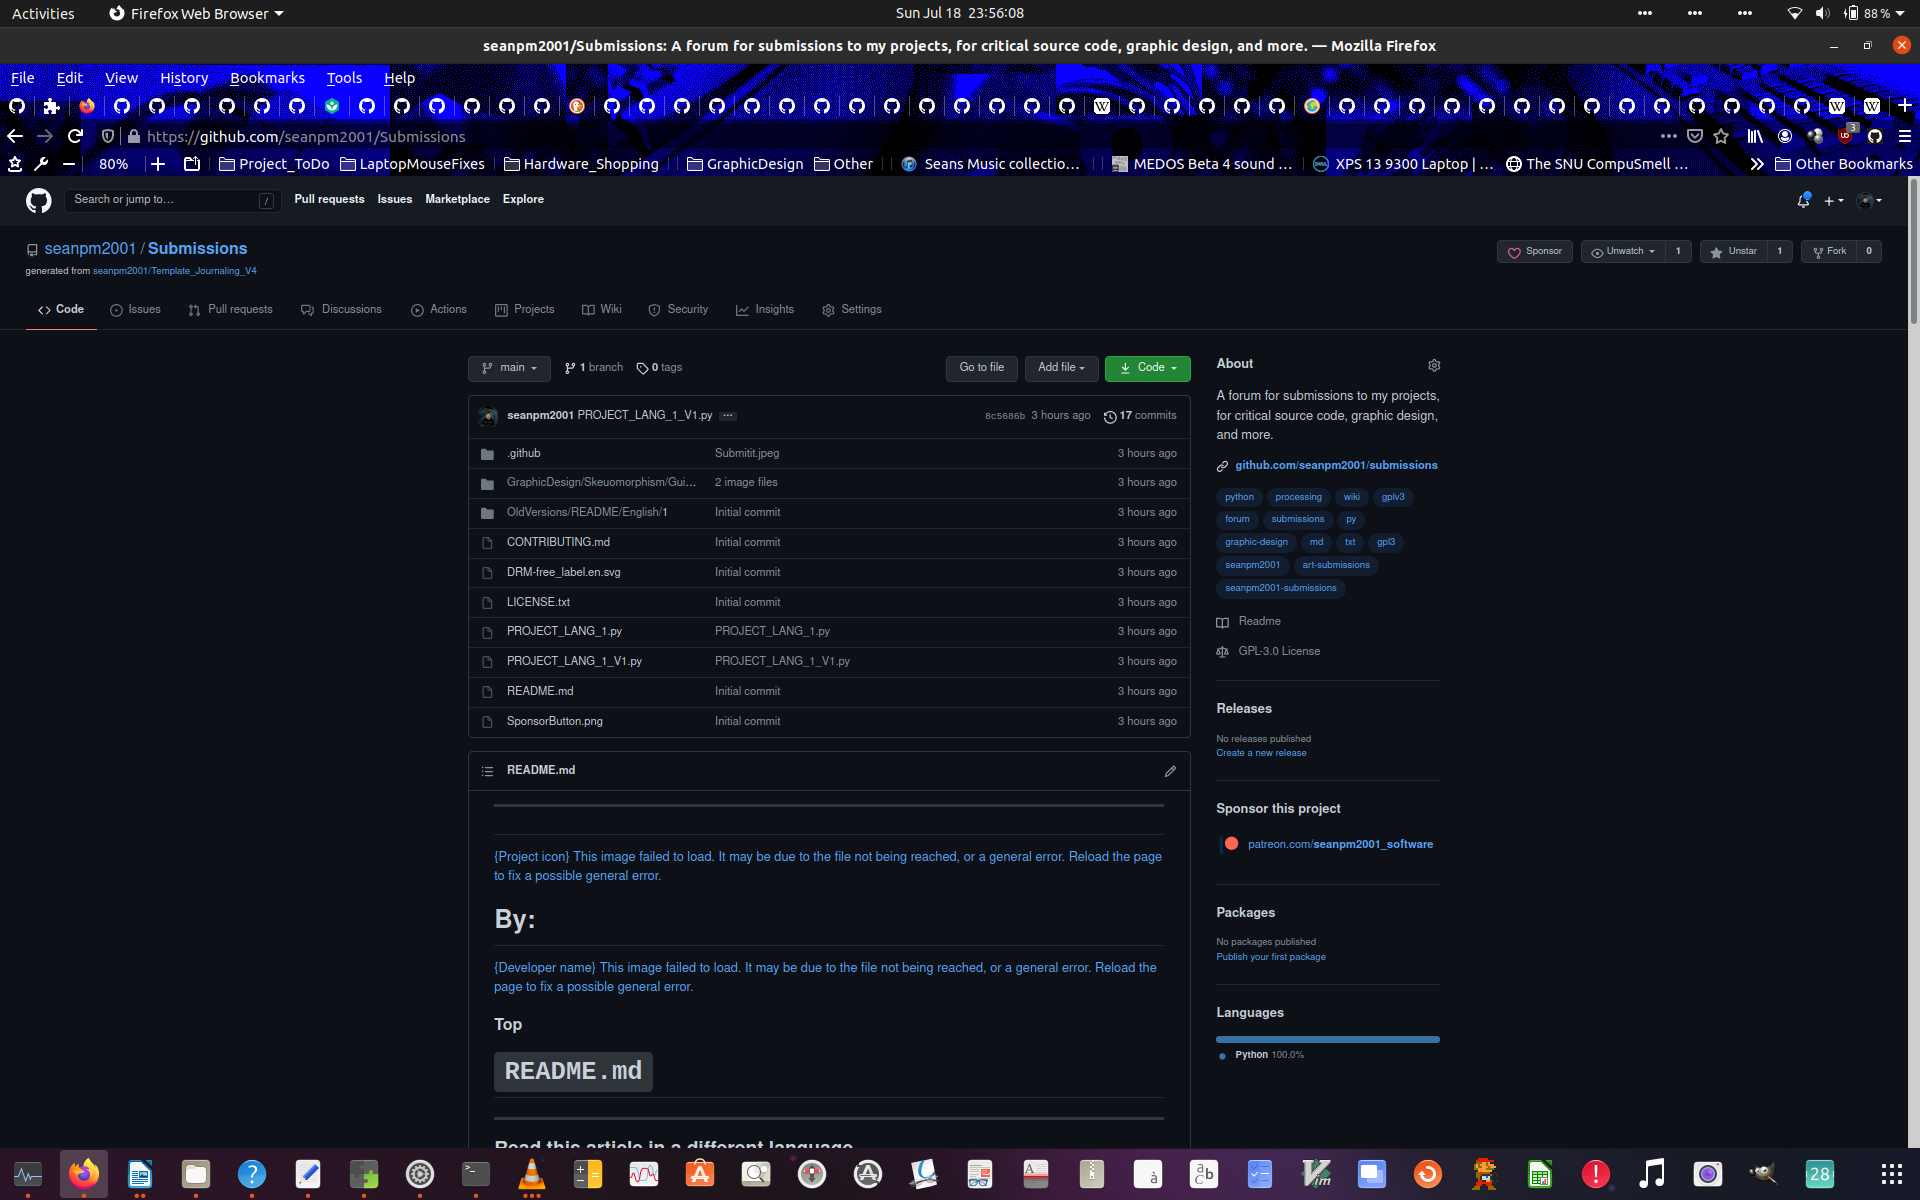 Activities
Firefox Web Browser
Sun Jul 18 23:56:08
88 %
seanpm2001/Submissions: A forum for submissions to my projects, for critical source code, graphic design, and more. — Mozilla Firefox
File Edit View History Bookmarks Tools Help
https://github.com/seanpm2001/Submissions
3
80% Project_ToDo LaptopMouseFixes Hardware_Shopping GraphicDesign Other Seans Music collectio… MEDOS Beta 4 sound … XPS 13 9300 Laptop | … The SNU CompuSmell … Other Bookmarks
Search or jump to… / Pull requests Issues Marketplace Explore
seanpm2001 / Submissions
generated from seanpm2001/Template_Journaling_V4
Sponsor Unwatch 1 Unstar 1 Fork 0
Code Issues Pull requests Discussions Actions Projects Wiki Security Insights Settings
main 1 branch 0 tags Go to file Add file Code
seanpm2001 PROJECT_LANG_1_V1.py 8c5686b 3 hours ago 17 commits
.github Submitit.jpeg 3 hours ago
GraphicDesign/Skeuomorphism/Gui… 2 image files 3 hours ago
OldVersions/README/English/1 Initial commit 3 hours ago
CONTRIBUTING.md Initial commit 3 hours ago
DRM-free_label.en.svg Initial commit 3 hours ago
LICENSE.txt Initial commit 3 hours ago
PROJECT_LANG_1.py PROJECT_LANG_1.py 3 hours ago
PROJECT_LANG_1_V1.py PROJECT_LANG_1_V1.py 3 hours ago
README.md Initial commit 3 hours ago
SponsorButton.png Initial commit 3 hours ago
README.md
{Project icon} This image failed to load. It may be due to the file not being reached, or a general error. Reload the page
to fix a possible general error.
By:
{Developer name} This image failed to load. It may be due to the file not being reached, or a general error. Reload the
page to fix a possible general error.
Top
README.md
Read this article in a different language
About
A forum for submissions to my projects,
for critical source code, graphic design,
and more.
github.com/seanpm2001/submissions
python processing wiki gplv3
forum submissions py
graphic-design md txt gpl3
seanpm2001 art-submissions
seanpm2001-submissions
Readme
GPL-3.0 License
Releases
No releases published
Create a new release
Sponsor this project
patreon.com/seanpm2001_software
Packages
No packages published
Publish your first package
Languages
Python 100.0%
28